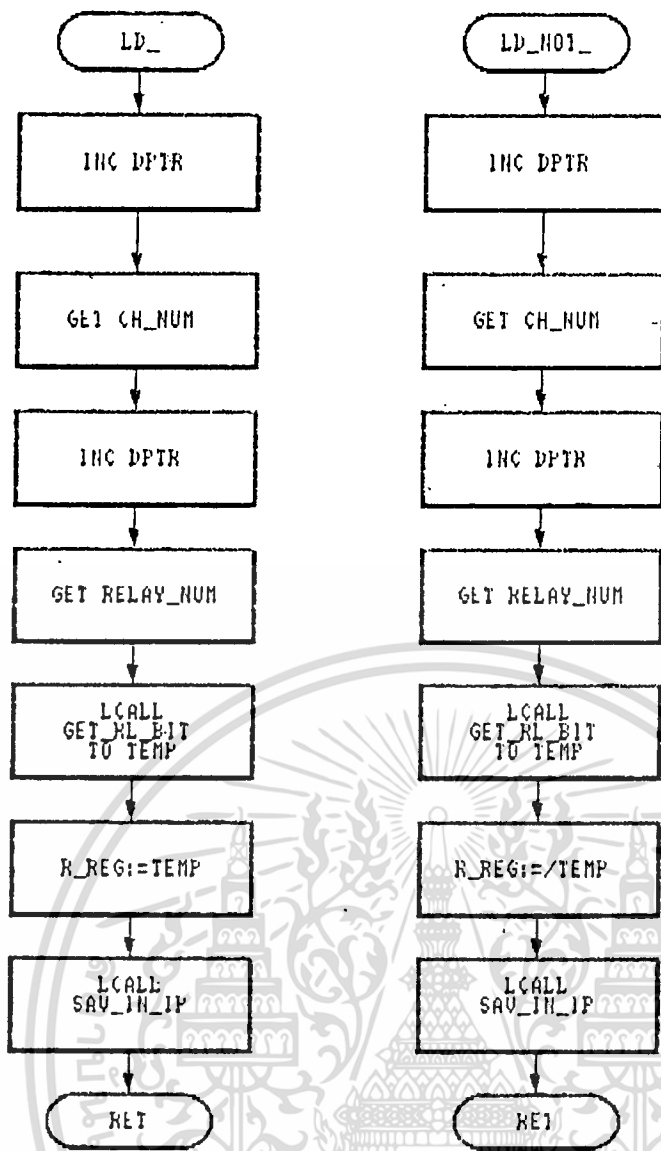 LD_
INC DPTR
GET CH_NUM
INC DPTR
GET RELAY_NUM
LCALL
GET_RL_BIT
TO TEMP
R_REG:=TEMP
LCALL
SAV_IN_IP
RET
LD_NOT_
INC DPTR
GET CH_NUM
INC DPTR
GET RELAY_NUM
LCALL
GET_RL_BIT
TO TEMP
R_REG:=/TEMP
LCALL
SAV_IN_IP
RET